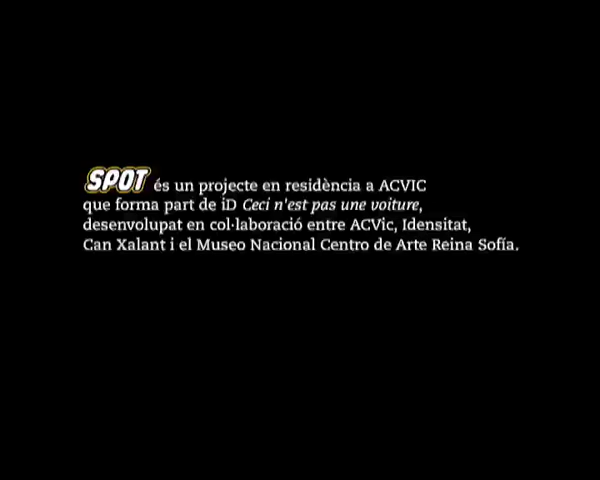 SPOT és un projecte en residència a ACVIC
que forma part de iD Ceci n'est pas une voiture,
desenvolupat en col·laboració entre ACVic, Idensitat,
Can Xalant i el Museo Nacional Centro de Arte Reina Sofía.